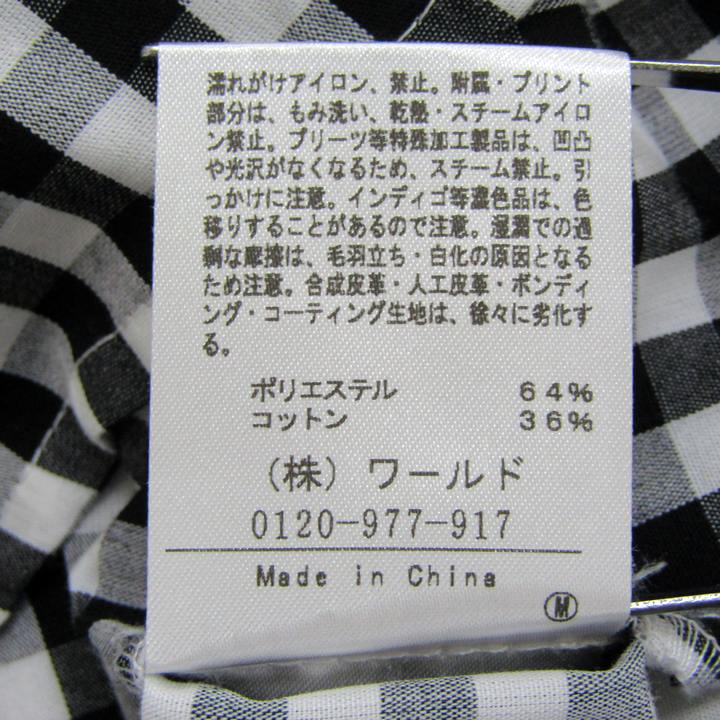 濡れがけアイロン、禁止。附属・プリント
部分は、もみ洗い、乾熱・スチームアイロ
ン禁止。プリーツ等特殊加工製品は、凹凸
や光沢がなくなるため、スチーム禁止。引
っかけに注意。インディゴ等濃色品は、色
移りすることがあるので注意。湿潤での過
剰な摩擦は、毛羽立ち・白化の原因となる
ため注意。合成皮革・人工皮革・ボンディ
ング・コーティング生地は、徐々に劣化す
る。
ポリエステル 64%
コットン 36%
(株) ワールド
0120-977-917
Made in China
M